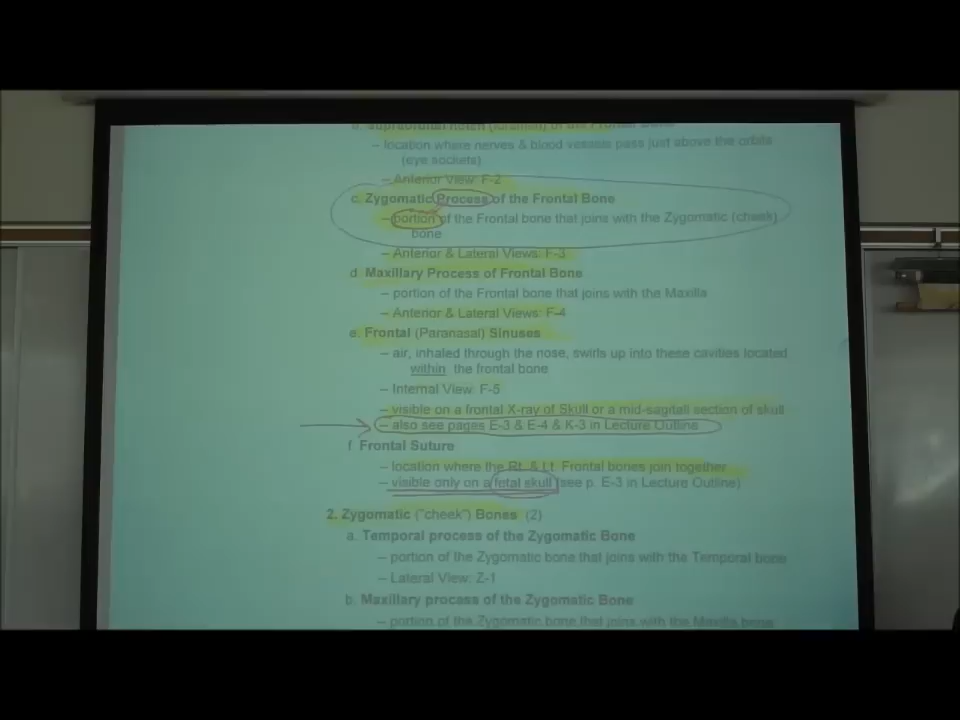 b. Supraorbital Notch (foramen) of the Frontal Bone
– location where nerves & blood vessels pass just above the orbits
(eye sockets)
– Anterior View: F-2
c. Zygomatic Process of the Frontal Bone
– portion of the Frontal bone that joins with the Zygomatic (cheek)
bone
– Anterior & Lateral Views: F-3
d. Maxillary Process of Frontal Bone
– portion of the Frontal bone that joins with the Maxilla
– Anterior & Lateral Views: F-4
e. Frontal (Paranasal) Sinuses
– air, inhaled through the nose, swirls up into these cavities located
within the frontal bone
– Internal View: F-5
– visible on a frontal X-ray of Skull or a mid-sagitall section of skull
– also see pages E-3 & E-4 & K-3 in Lecture Outline
f. Frontal Suture
– location where the Rt. & Lt. Frontal bones join together
– visible only on a fetal skull (see p. E-3 in Lecture Outline)
2. Zygomatic ("cheek") Bones (2)
a. Temporal process of the Zygomatic Bone
– portion of the Zygomatic bone that joins with the Temporal bone
– Lateral View: Z-1
b. Maxillary process of the Zygomatic Bone
– portion of the Zygomatic bone that joins with the Maxilla bone